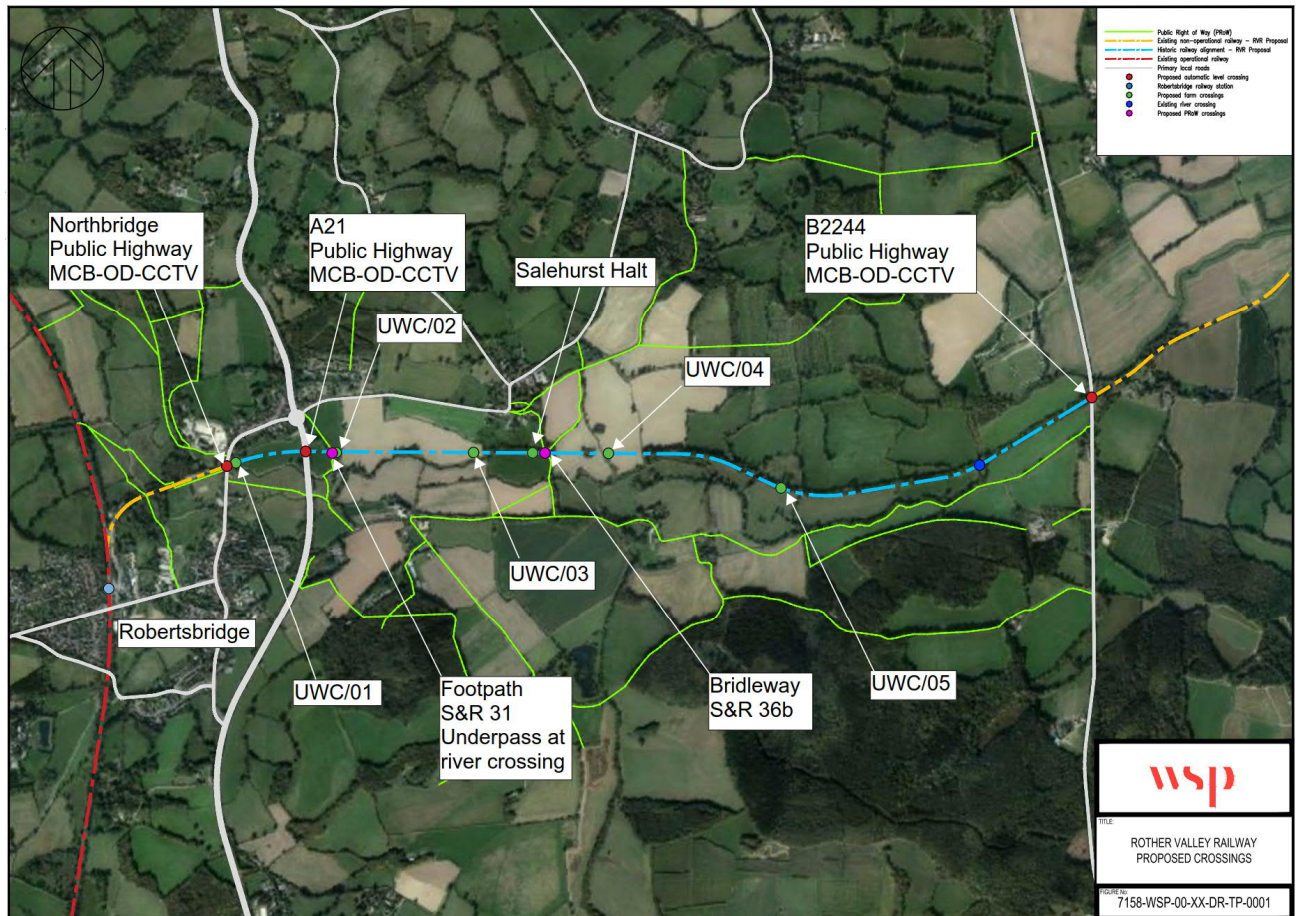 Public Right of Way (PRoW)
Existing non-operational railway - RVR Proposal
Historic railway alignment - RVR Proposal
Existing operational railway
Primary local roads
Proposed automatic level crossing
Robertsbridge railway station
Proposed farm crossings
Existing river crossing
Proposed PRoW crossings
Northbridge
Public Highway
MCB-OD-CCTV
A21
Public Highway
MCB-OD-CCTV
UWC/02
Salehurst Halt
UWC/04
B2244
Public Highway
MCB-OD-CCTV
Robertsbridge
UWC/01
Footpath
S&R 31
Underpass at
river crossing
UWC/03
Bridleway
S&R 36b
UWC/05
wsp
TITLE:
ROTHER VALLEY RAILWAY
PROPOSED CROSSINGS
FIGURE No:
7158-WSP-00-XX-DR-TP-0001